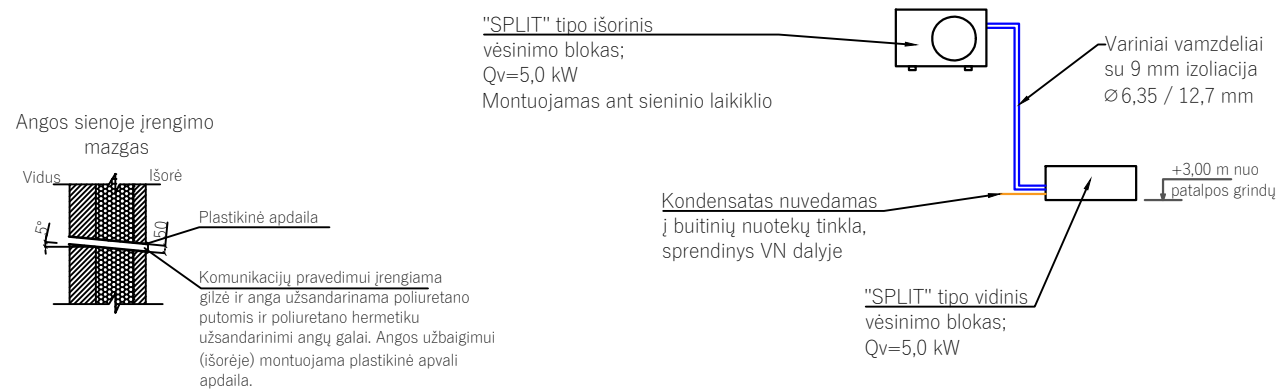 "SPLIT" tipo išorinis
vėsinimo blokas;
Qv=5,0 kW
Montuojamas ant sieninio laikiklio
Variniai vamzdeliai
su 9 mm izoliacija
∅6,35 / 12,7 mm
Angos sienoje įrengimo
mazgas
Vidus
Išorė
5°
50
Plastikinė apdaila
Komunikacijų pravedimui įrengiama
gilzė ir anga užsandarinama poliuretano
putomis ir poliuretano hermetiku
užsandarinimi angų galai. Angos užbaigimui
(išorėje) montuojama plastikinė apvali
apdaila.
Kondensatas nuvedamas
į buitinių nuotekų tinkla,
sprendinys VN dalyje
+3,00 m nuo
patalpos grindų
"SPLIT" tipo vidinis
vėsinimo blokas;
Qv=5,0 kW